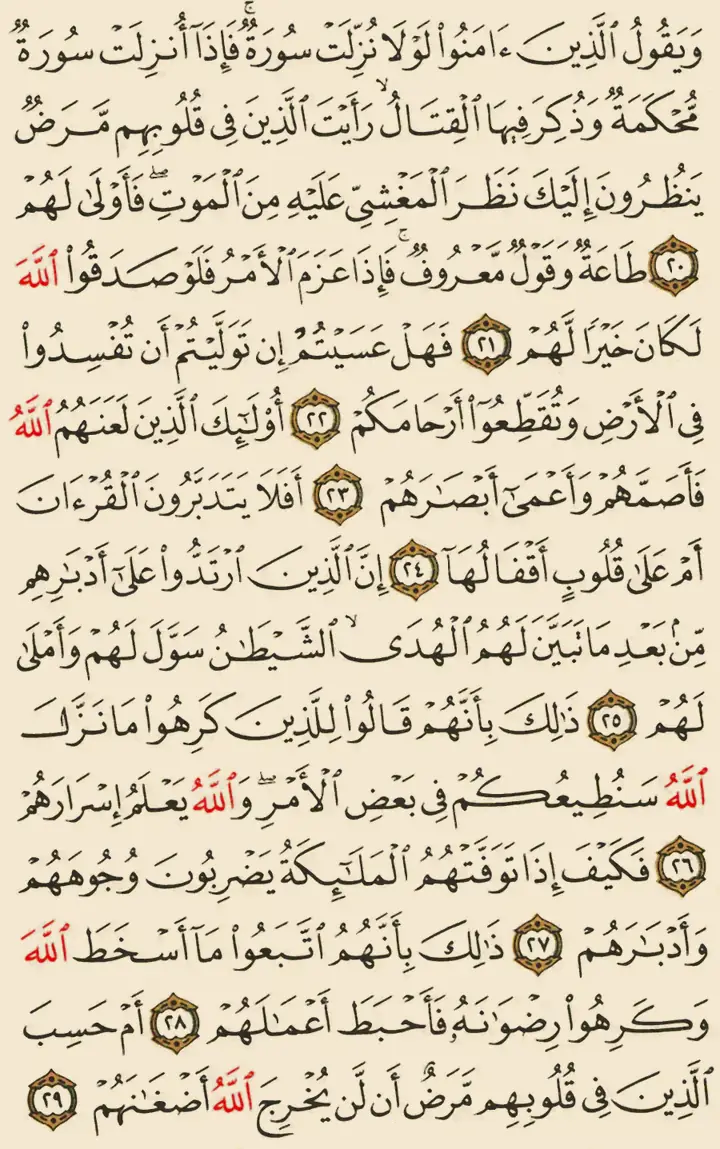 وَيَقُولُ ٱلَّذِينَ ءَامَنُوا۟ لَوْلَا نُزِّلَتْ سُورَةٌۭ ۖ فَإِذَآ أُنزِلَتْ سُورَةٌۭ
مُّحْكَمَةٌۭ وَذُكِرَ فِيهَا ٱلْقِتَالُ ۙ رَأَيْتَ ٱلَّذِينَ فِى قُلُوبِهِم مَّرَضٌۭ
يَنظُرُونَ إِلَيْكَ نَظَرَ ٱلْمَغْشِىِّ عَلَيْهِ مِنَ ٱلْمَوْتِ ۖ فَأَوْلَىٰ لَهُمْ
٢٠ طَاعَةٌۭ وَقَوْلٌۭ مَّعْرُوفٌۭ ۚ فَإِذَا عَزَمَ ٱلْأَمْرُ فَلَوْ صَدَقُوا۟ ٱللَّهَ
لَكَانَ خَيْرًۭا لَّهُمْ ٢١ فَهَلْ عَسَيْتُمْ إِن تَوَلَّيْتُمْ أَن تُفْسِدُوا۟
فِى ٱلْأَرْضِ وَتُقَطِّعُوٓا۟ أَرْحَامَكُمْ ٢٢ أُو۟لَـٰٓئِكَ ٱلَّذِينَ لَعَنَهُمُ ٱللَّهُ
فَأَصَمَّهُمْ وَأَعْمَىٰٓ أَبْصَـٰرَهُمْ ٢٣ أَفَلَا يَتَدَبَّرُونَ ٱلْقُرْءَانَ
أَمْ عَلَىٰ قُلُوبٍ أَقْفَالُهَآ ٢٤ إِنَّ ٱلَّذِينَ ٱرْتَدُّوا۟ عَلَىٰٓ أَدْبَـٰرِهِم
مِّنۢ بَعْدِ مَا تَبَيَّنَ لَهُمُ ٱلْهُدَى ۙ ٱلشَّيْطَـٰنُ سَوَّلَ لَهُمْ وَأَمْلَىٰ
لَهُمْ ٢٥ ذَٰلِكَ بِأَنَّهُمْ قَالُوا۟ لِلَّذِينَ كَرِهُوا۟ مَا نَزَّلَ
ٱللَّهُ سَنُطِيعُكُمْ فِى بَعْضِ ٱلْأَمْرِ ۖ وَٱللَّهُ يَعْلَمُ إِسْرَارَهُمْ
٢٦ فَكَيْفَ إِذَا تَوَفَّتْهُمُ ٱلْمَلَـٰٓئِكَةُ يَضْرِبُونَ وُجُوهَهُمْ
وَأَدْبَـٰرَهُمْ ٢٧ ذَٰلِكَ بِأَنَّهُمُ ٱتَّبَعُوا۟ مَآ أَسْخَطَ ٱللَّهَ
وَكَرِهُوا۟ رِضْوَٰنَهُۥ فَأَحْبَطَ أَعْمَـٰلَهُمْ ٢٨ أَمْ حَسِبَ
ٱلَّذِينَ فِى قُلُوبِهِم مَّرَضٌ أَن لَّن يُخْرِجَ ٱللَّهُ أَضْغَـٰنَهُمْ ٢٩